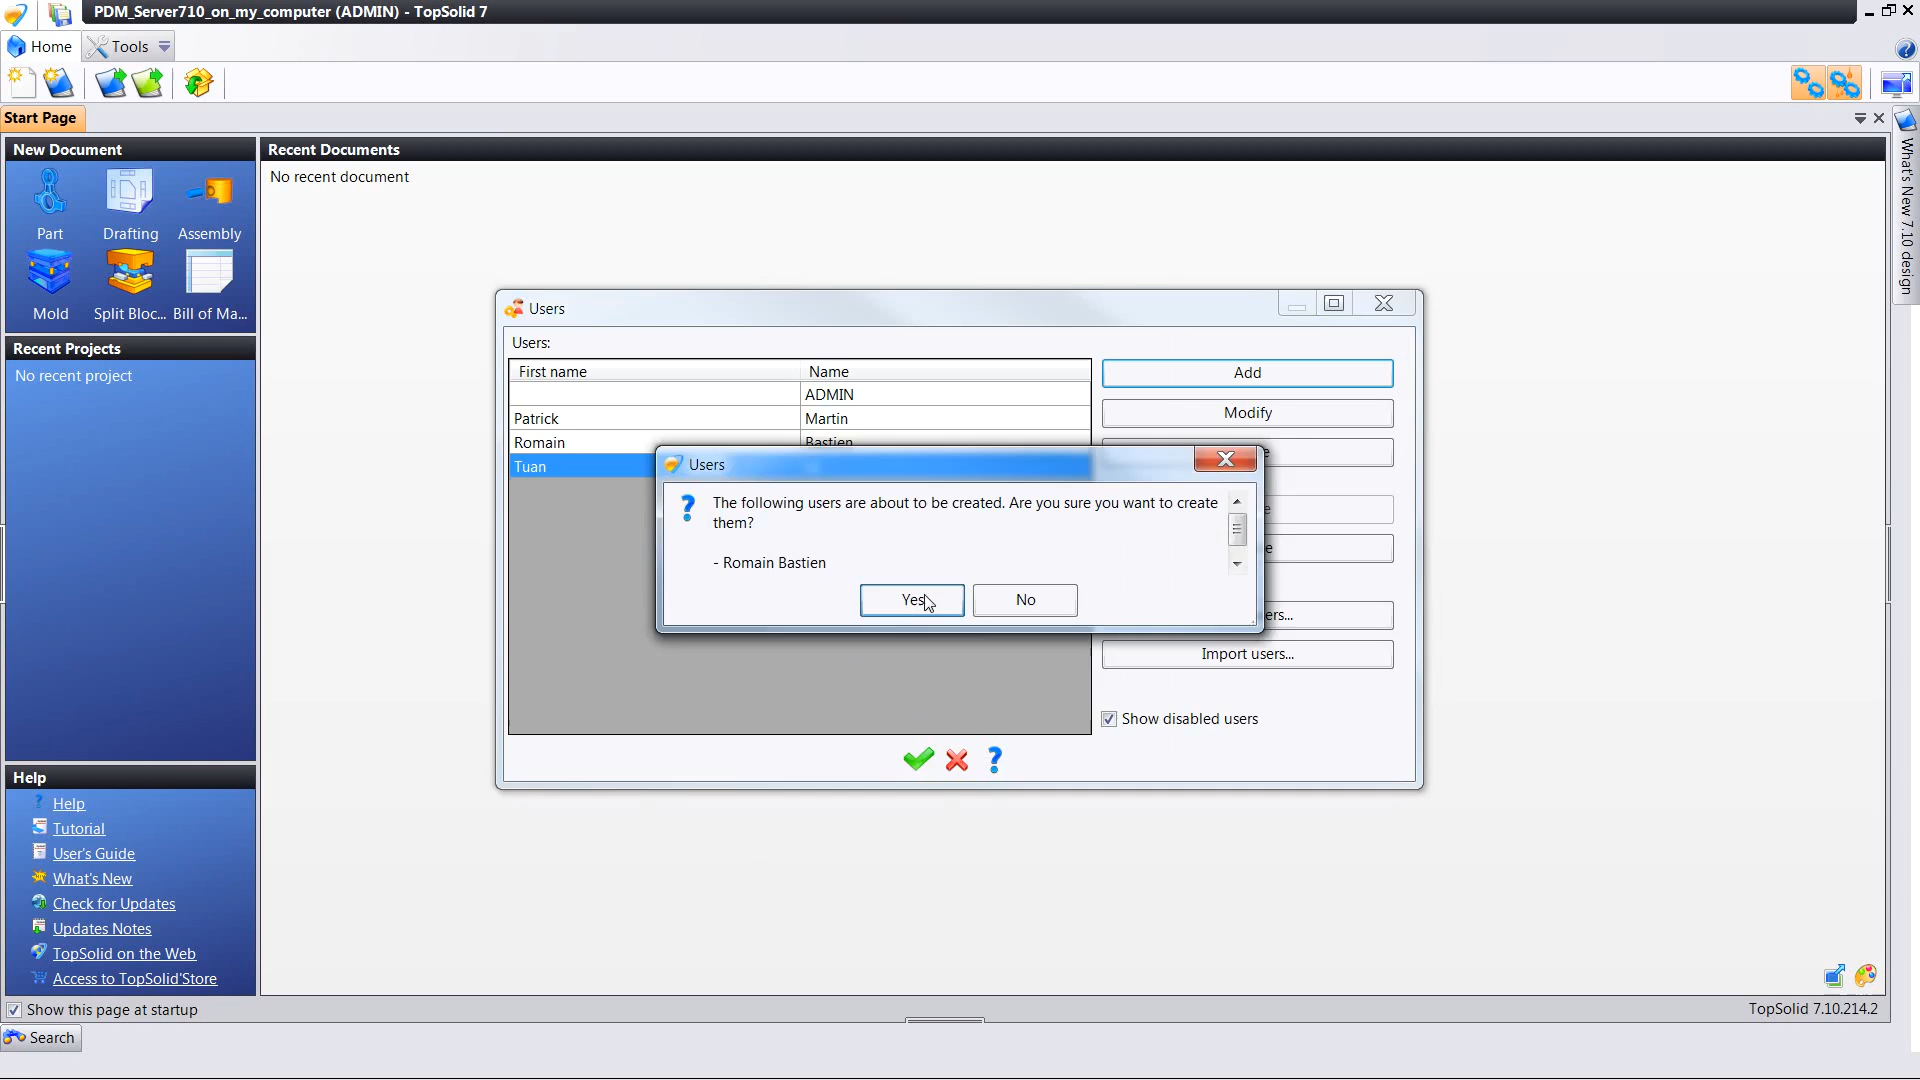 PDM_Server710_on_my_computer (ADMIN) - TopSolid 7
Home
Tools
Start Page
New Document
Part
Drafting
Assembly
Mold
Split Bloc...
Bill of Ma...
Recent Projects
No recent project
Help
Help
Tutorial
User's Guide
What's New
Check for Updates
Updates Notes
TopSolid on the Web
Access to TopSolid'Store
Show this page at startup
Search
Recent Documents
No recent document
Users
Users:
First name
Name
ADMIN
Patrick
Martin
Romain
Bastien
Tuan
Add
Modify
e
e
e
ers...
Import users...
Show disabled users
Users
The following users are about to be created. Are you sure you want to create
them?
- Romain Bastien
Yes
No
What's New 7.10 design
TopSolid 7.10.214.2